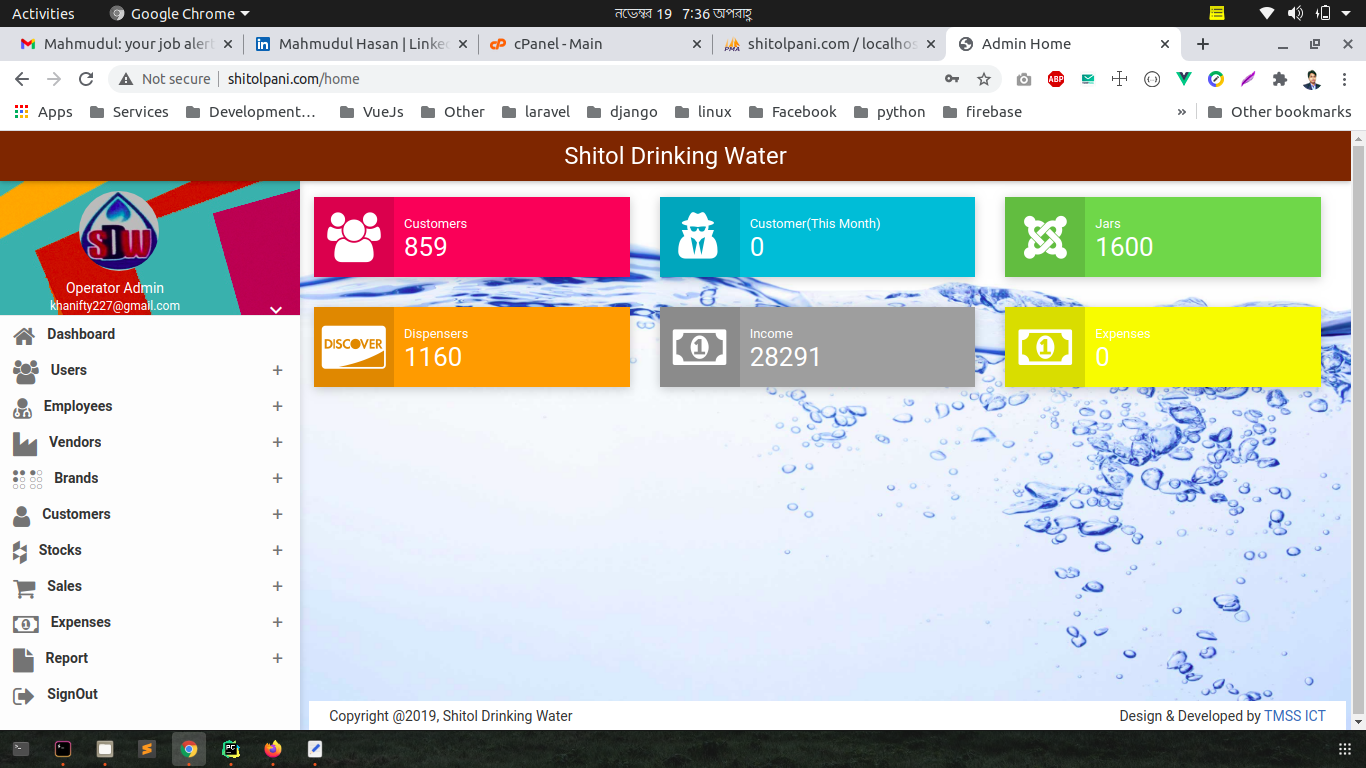 Activities Google Chrome নভেম্বর 19 7:36 অপরাহ্ণ
Mahmudul: your job alert Mahmudul Hasan | Linked cPanel - Main PMA shitolpani.com / localhos Admin Home
Not secure shitolpani.com/home ABP
Apps Services Development… VueJs Other laravel django linux Facebook python firebase » Other bookmarks
Shitol Drinking Water
SDW
Operator Admin
khanifty227@gmail.com
Dashboard
Users +
Employees +
Vendors +
Brands +
Customers +
Stocks +
Sales +
Expenses +
Report +
SignOut
Customers
859
Customer(This Month)
0
Jars
1600
DISCOVER
Dispensers
1160
1
Income
28291
1
Expenses
0
Copyright @2019, Shitol Drinking Water Design & Developed by TMSS ICT
PC